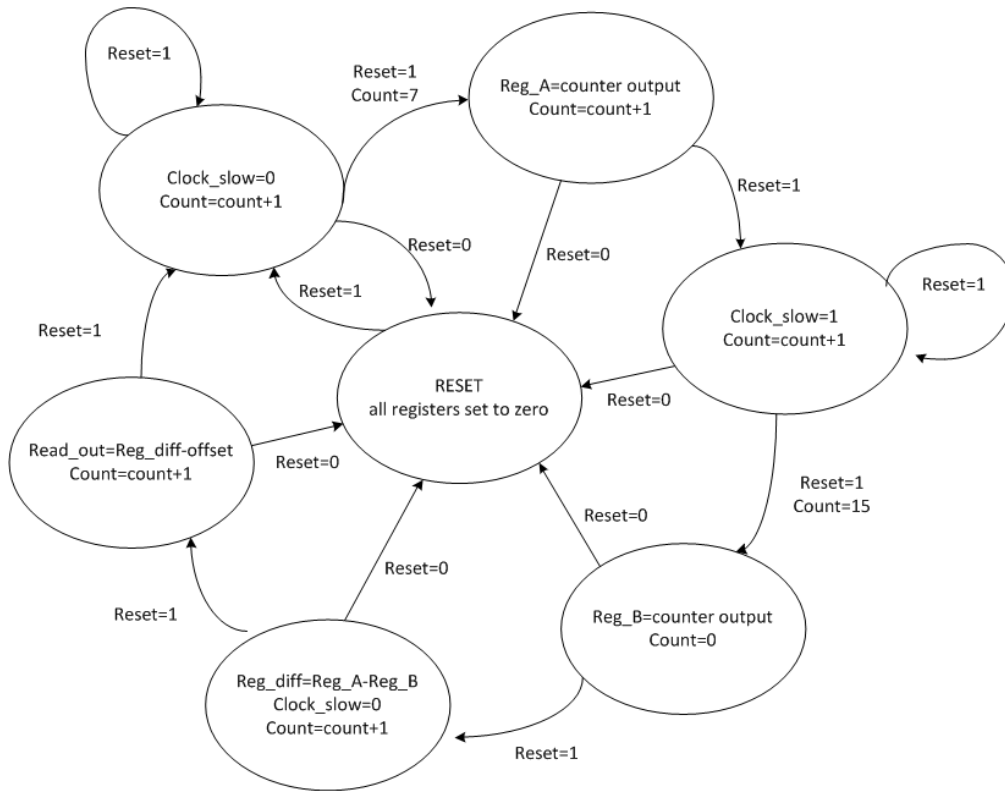 Reset=1
Reset=1
Count=7
Reg_A=counter output
Count=count+1
Clock_slow=0
Count=count+1
Reset=1
Reset=0
Reset=0
Reset=1
Reset=1
Reset=1
Clock_slow=1
Count=count+1
RESET
all registers set to zero
Reset=0
Read_out=Reg_diff-offset
Count=count+1
Reset=0
Reset=1
Count=15
Reset=0
Reset=0
Reset=1
Reg_B=counter output
Count=0
Reg_diff=Reg_A-Reg_B
Clock_slow=0
Count=count+1
Reset=1